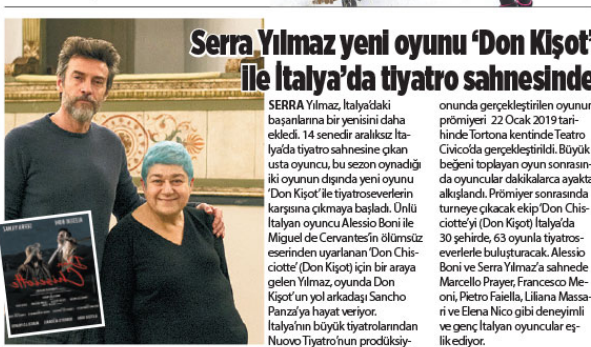 Serra Yılmaz yeni oyunu ‘Don Kişot’
ile İtalya’da tiyatro sahnesinde
SERRA Yılmaz, İtalya’daki
başarılarına bir yenisini daha
ekledi. 14 senedir aralıksız İta-
lya’da tiyatro sahnesine çıkan
usta oyuncu, bu sezon oynadığı
iki oyunun dışında yeni oyunu
‘Don Kişot’ ile tiyatroseverlerin
karşısına çıkmaya başladı. Ünlü
İtalyan oyuncu Alessio Boni ile
Miguel de Cervantes’in ölümsüz
eserinden uyarlanan ‘Don Chis-
ciotte’ (Don Kişot) için bir araya
gelen Yılmaz, oyunda Don
Kişot’un yol arkadaşı Sancho
Panza’ya hayat veriyor.
İtalya’nın büyük tiyatrolarından
Nuovo Tiyatro’nun prodüksiy-
onunda gerçekleştirilen oyunun
prömiyeri 22 Ocak 2019 tari-
hinde Tortona kentinde Teatro
Civico’da gerçekleştirildi. Büyük
beğeni toplayan oyun sonrasın-
da oyuncular dakikalarca ayakta
alkışlandı. Prömiyer sonrasında
turneye çıkacak ekip ‘Don Chis-
ciotte’yi (Don Kişot) İtalya’da
30 şehirde, 63 oyunla tiyatros-
everlerle buluşturacak. Alessio
Boni ve Serra Yılmaz’a sahnede
Marcello Prayer, Francesco Me-
oni, Pietro Faiella, Liliana Massa-
ri ve Elena Nico gibi deneyimli
ve genç İtalyan oyuncular eş-
lik ediyor.